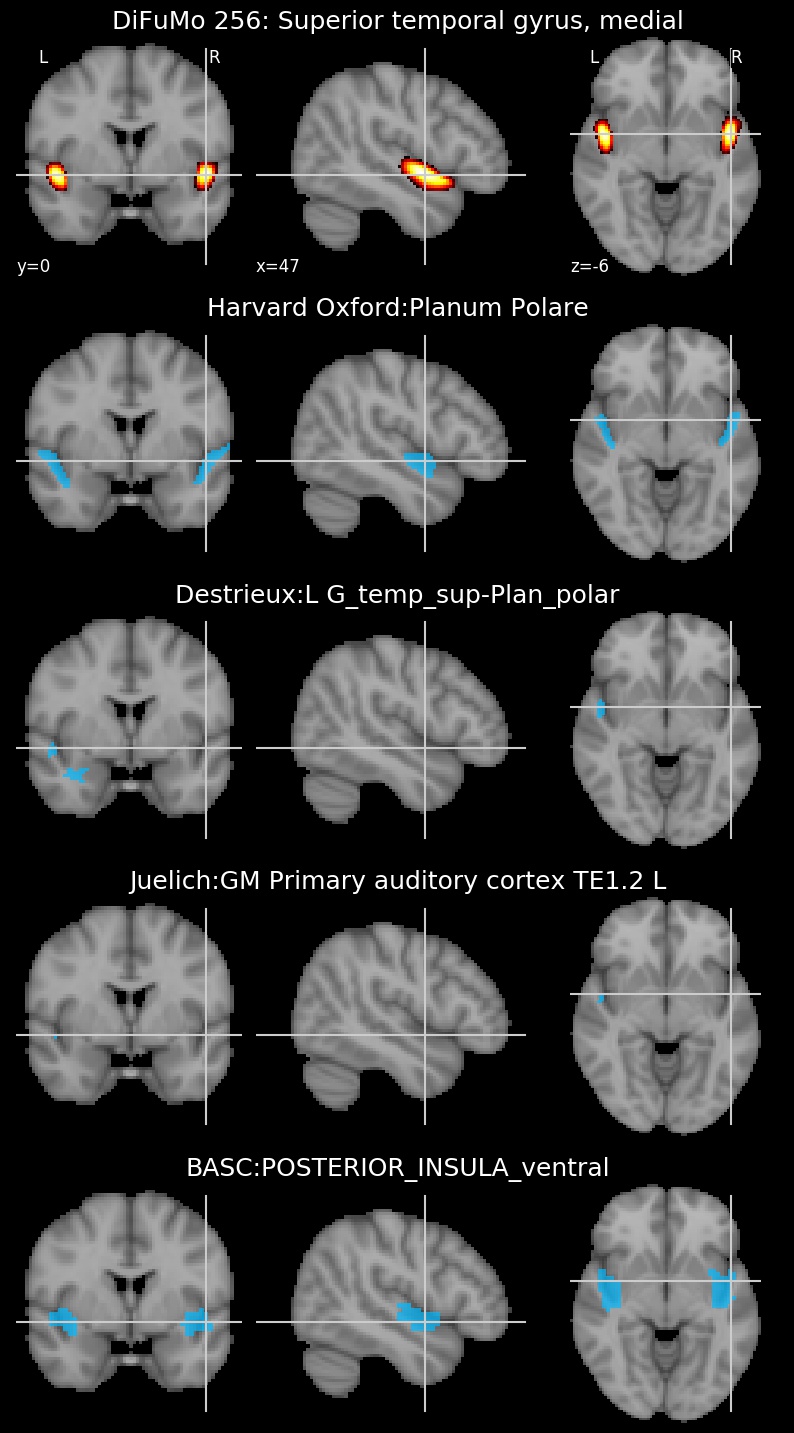 DiFuMo 256: Superior temporal gyrus, medial
L R L R
y=0 x=47 z=-6
Harvard Oxford:Planum Polare
Destrieux:L G_temp_sup-Plan_polar
Juelich:GM Primary auditory cortex TE1.2 L
BASC:POSTERIOR_INSULA_ventral